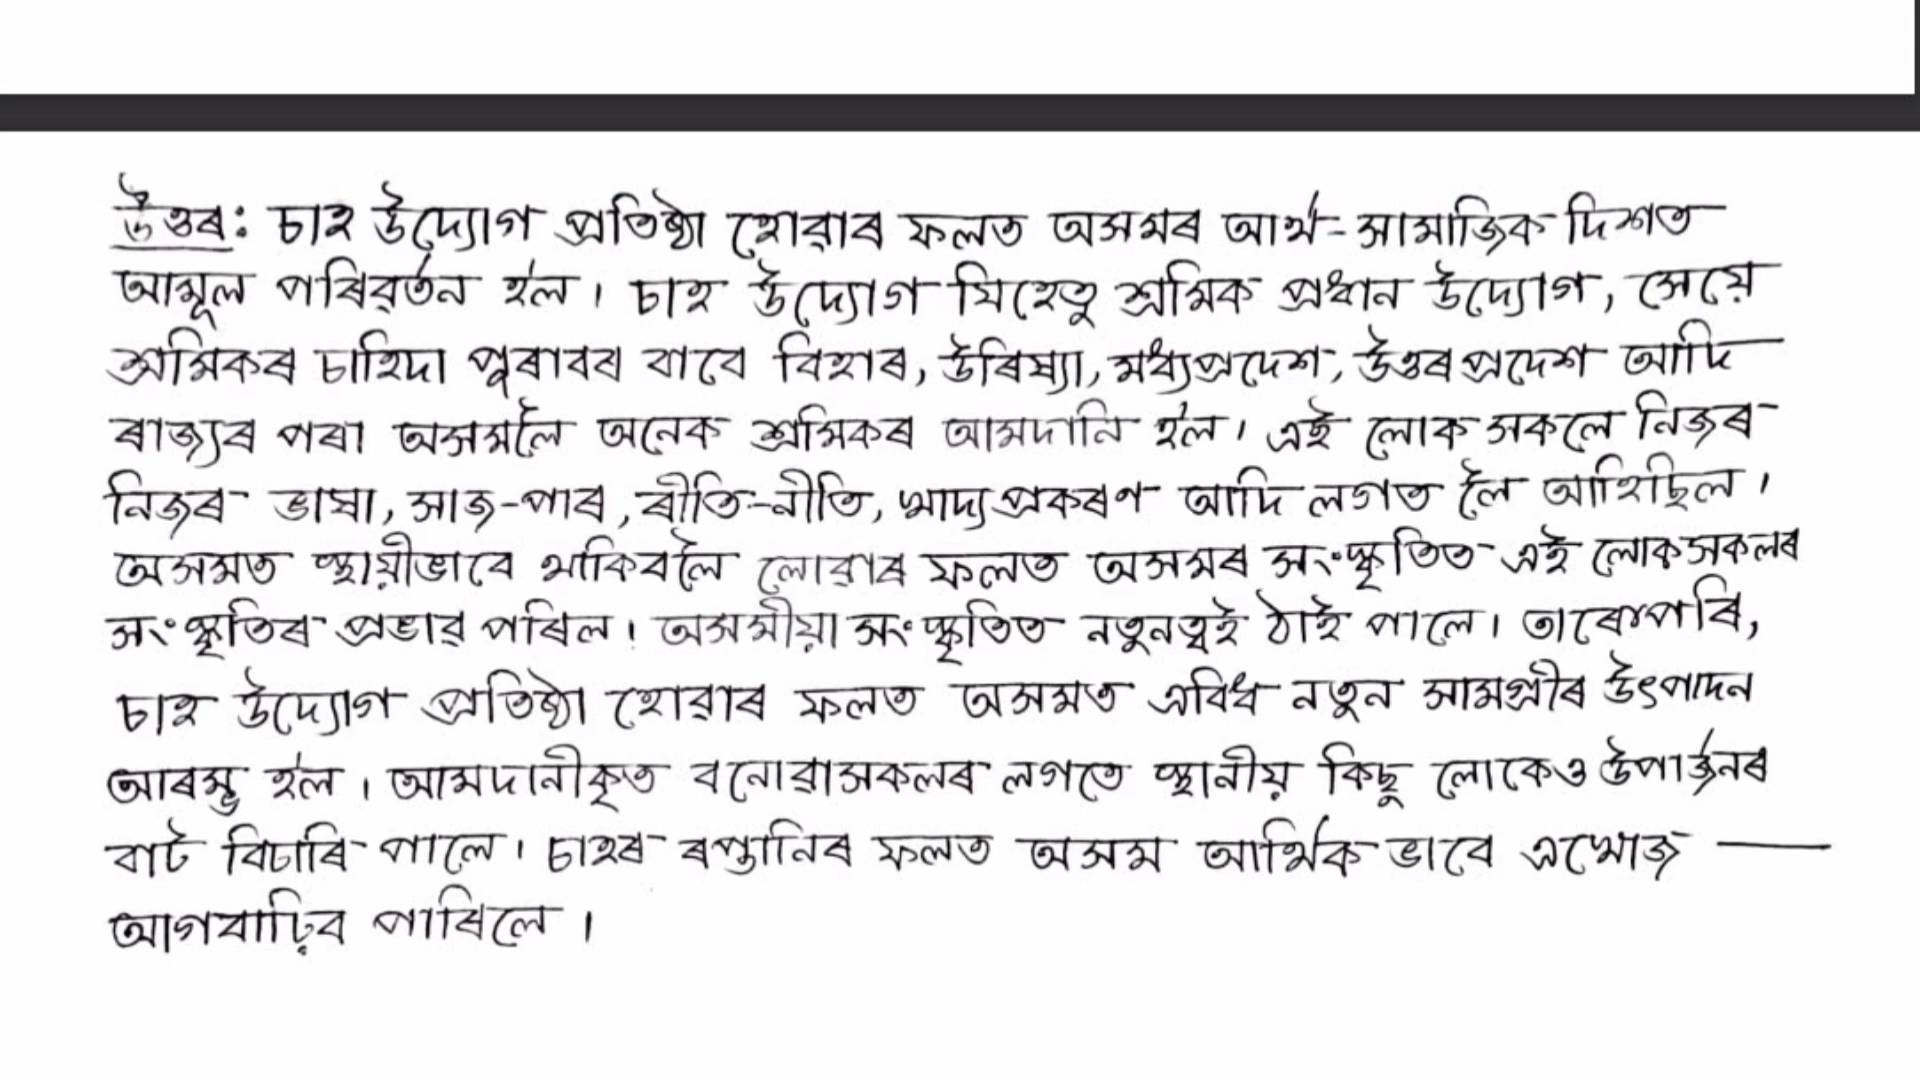 উত্তৰ: চাহ উদ্যোগ প্ৰতিষ্ঠা হোৱাৰ ফলত অসমৰ আৰ্থ-সামাজিক দিশত
আমূল পৰিৱৰ্তন হ'ল। চাহ উদ্যোগ যিহেতু শ্ৰমিক প্ৰধান উদ্যোগ, সেয়ে
শ্ৰমিকৰ চাহিদা পূৰাবৰ বাবে বিহাৰ, উৰিষ্যা, মধ্যপ্ৰদেশ, উত্তৰ প্ৰদেশ আদি
ৰাজ্যৰ পৰা অসমলৈ অনেক শ্ৰমিকৰ আমদানি হ'ল। এই লোক সকলে নিজৰ
নিজৰ ভাষা, সাজ-পাৰ, ৰীতি-নীতি, খাদ্য প্ৰকৰণ আদি লগত লৈ আহিছিল।
অসমত স্থায়ীভাবে থাকিবলৈ লোৱাৰ ফলত অসমৰ সংস্কৃতিত এই লোকসকলৰ
সংস্কৃতিৰ প্ৰভাৱ পৰিল। অসমীয়া সংস্কৃতিত নতুনত্বই ঠাই পালে। তাৰোপৰি,
চাহ উদ্যোগ প্ৰতিষ্ঠা হোৱাৰ ফলত অসমত এবিধ নতুন সামগ্ৰীৰ উৎপাদন
আৰম্ভ হ'ল। আমদানীকৃত বনোৱাসকলৰ লগতে স্থানীয় কিছু লোকেও উপাৰ্জনৰ
বাট বিচাৰি পালে। চাহৰ ৰপ্তানিৰ ফলত অসম আৰ্থিক ভাবে এখোজ —
আগবাঢ়িব পাৰিলে।